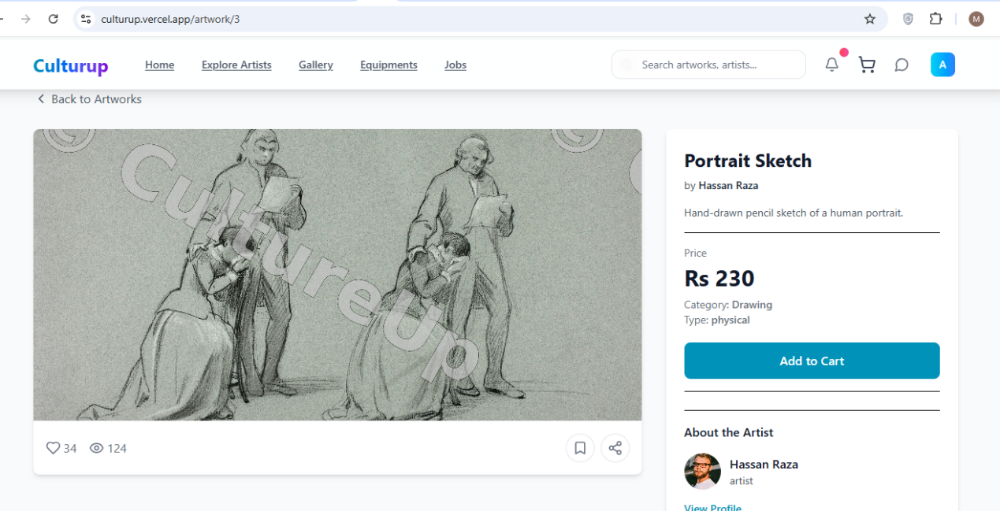 culturup.vercel.app/artwork/3
M
Culturup
Home Explore Artists Gallery Equipments Jobs
Search artworks, artists...
A
Back to Artworks
© ©
CultureUp
34 124
Portrait Sketch
by Hassan Raza
Hand-drawn pencil sketch of a human portrait.
Price
Rs 230
Category: Drawing
Type: physical
Add to Cart
About the Artist
Hassan Raza
artist
View Profile